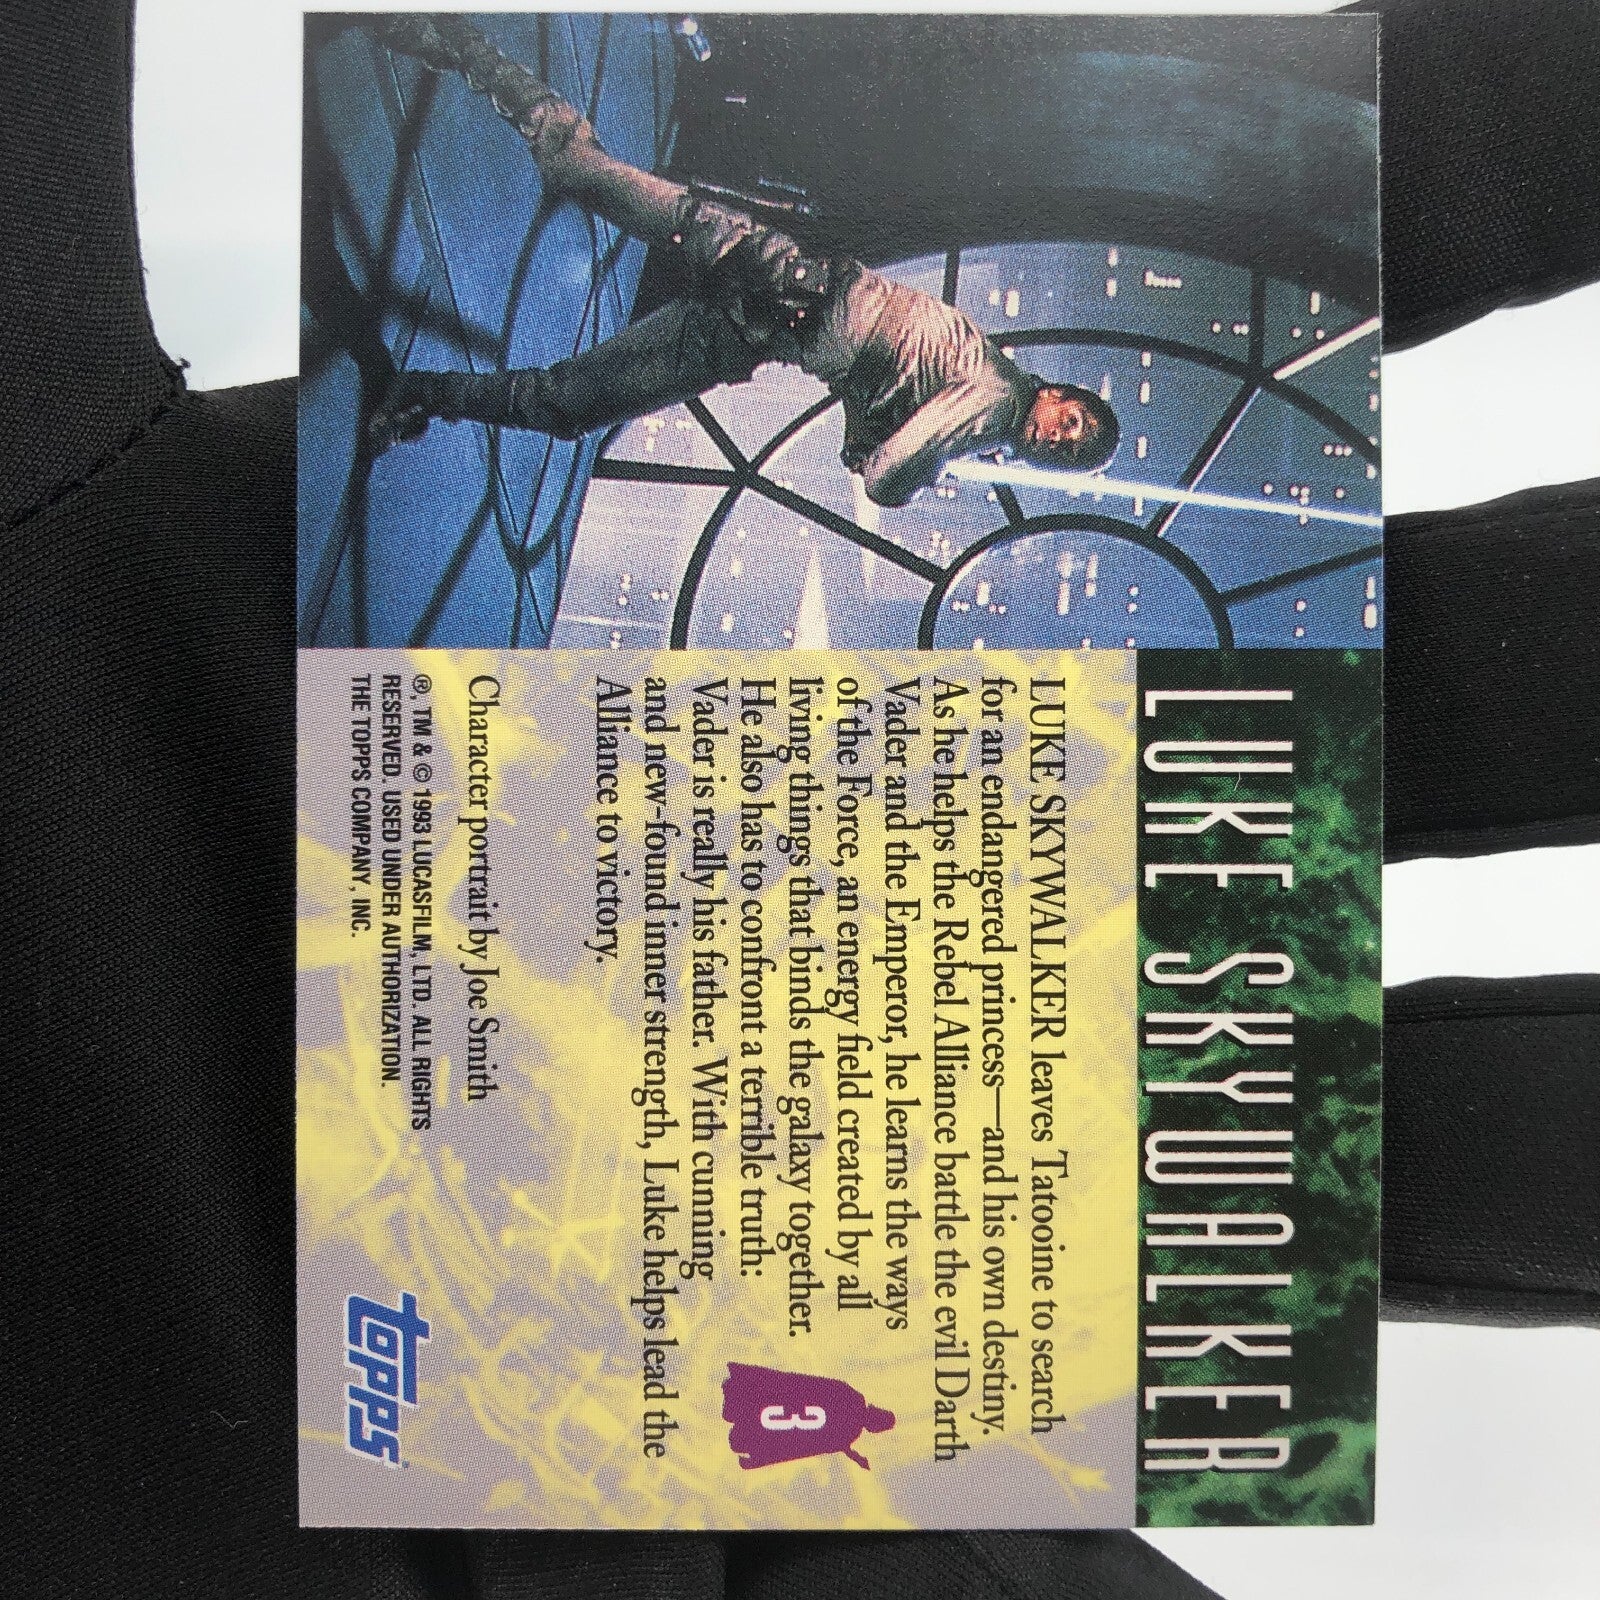 LUKE SKYWALKER
LUKE SKYWALKER leaves Tatooine to search
for an endangered princess—and his own destiny.
As he helps the Rebel Alliance battle the evil Darth
Vader and the Emperor, he learns the ways
of the Force, an energy field created by all
living things that binds the galaxy together.
He also has to confront a terrible truth:
Vader is really his father. With cunning
and new-found inner strength, Luke helps lead the
Alliance to victory.
3
Character portrait by Joe Smith
®, TM & © 1993 LUCASFILM, LTD. ALL RIGHTS
RESERVED. USED UNDER AUTHORIZATION.
THE TOPPS COMPANY, INC.
topps